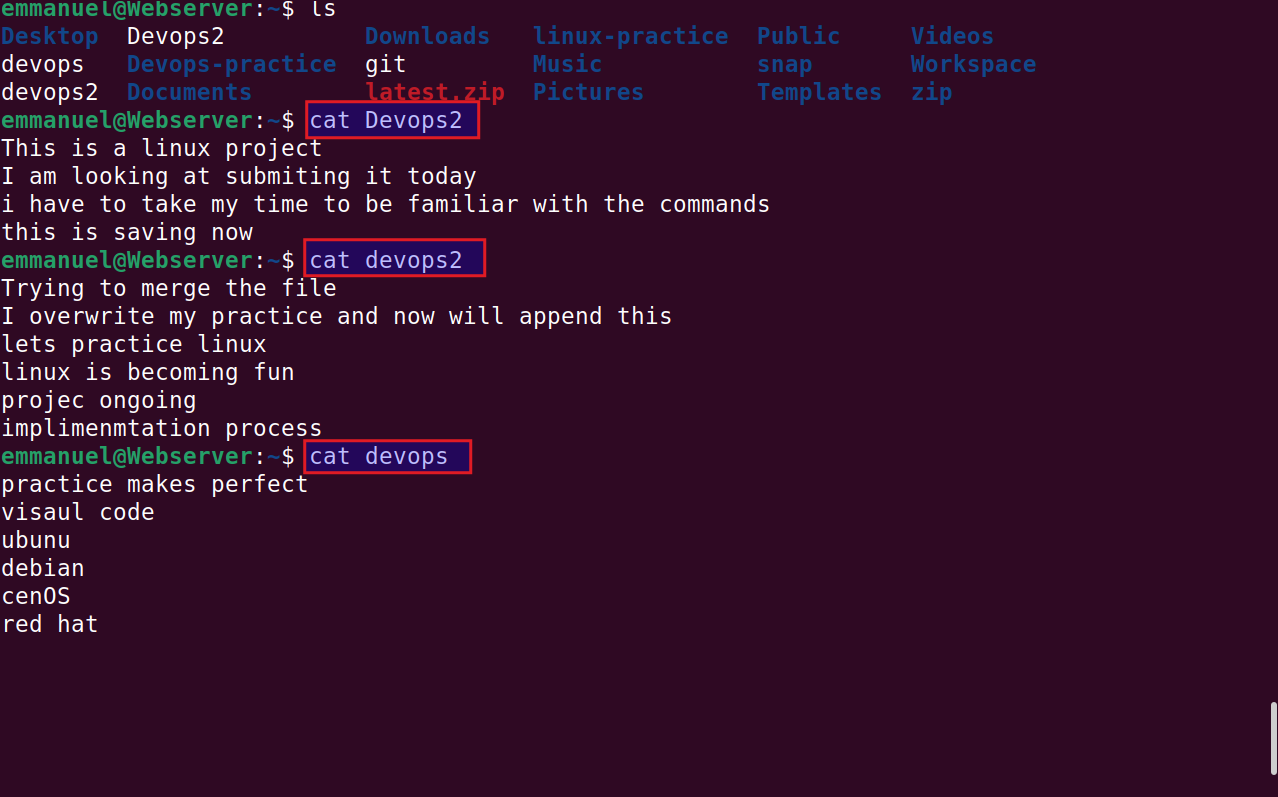 emmanuel@Webserver:~$ ls
Desktop  Devops2          Downloads   linux-practice  Public     Videos
devops   Devops-practice  git         Music           snap       Workspace
devops2  Documents        latest.zip  Pictures        Templates  zip
emmanuel@Webserver:~$ cat Devops2
This is a linux project
I am looking at submiting it today
i have to take my time to be familiar with the commands
this is saving now
emmanuel@Webserver:~$ cat devops2
Trying to merge the file
I overwrite my practice and now will append this
lets practice linux
linux is becoming fun
projec ongoing
implimenmtation process
emmanuel@Webserver:~$ cat devops
practice makes perfect
visaul code
ubunu
debian
cenOS
red hat